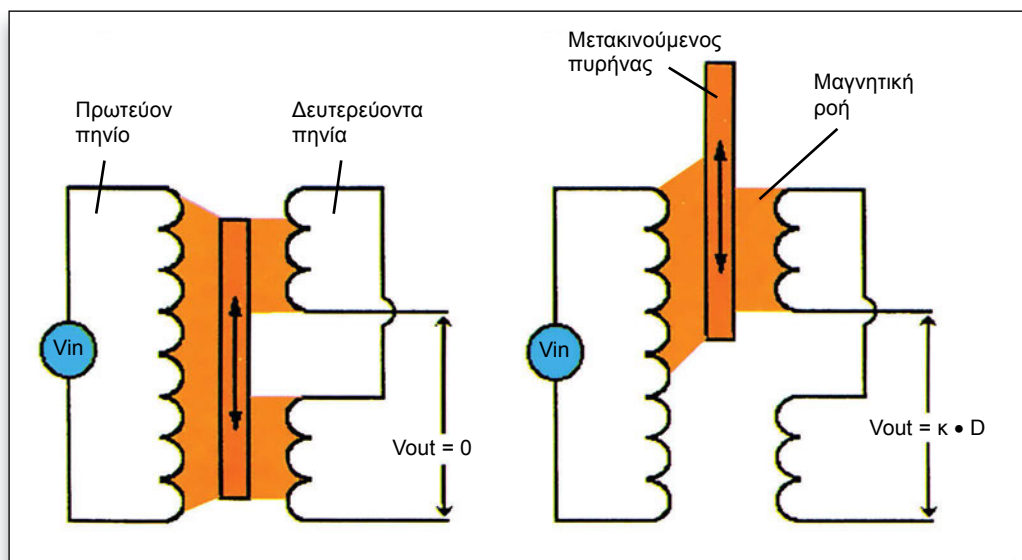 Πρωτεύον
πηνίο
Δευτερεύοντα
πηνία
Vin
Vout = 0
Μετακινούμενος
πυρήνας
Μαγνητική
ροή
Vin
Vout = κ • D